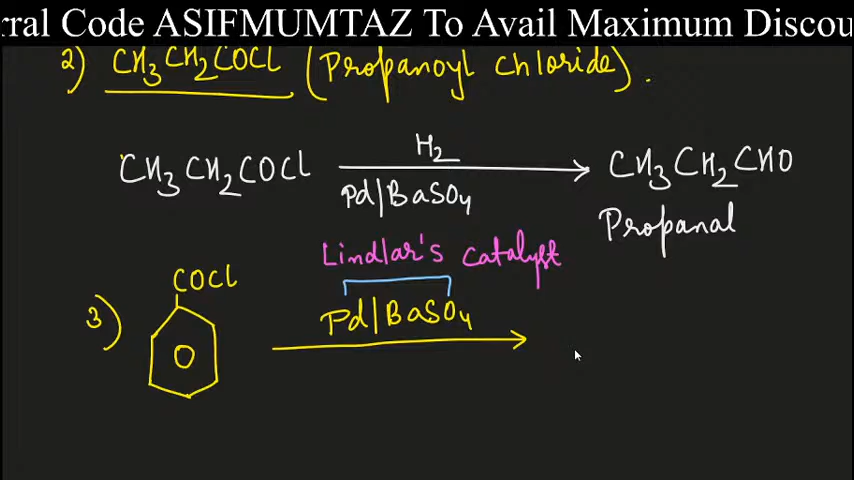 rral Code ASIFMUMTAZ To Avail Maximum Discou
2) CH₃CH₂COCl (Propanoyl chloride).
CH₃CH₂COCl H₂ Pd/BaSO₄ CH₃CH₂CHO
Propanal
Lindlar's catalyst
COCl
3) Pd/BaSO₄